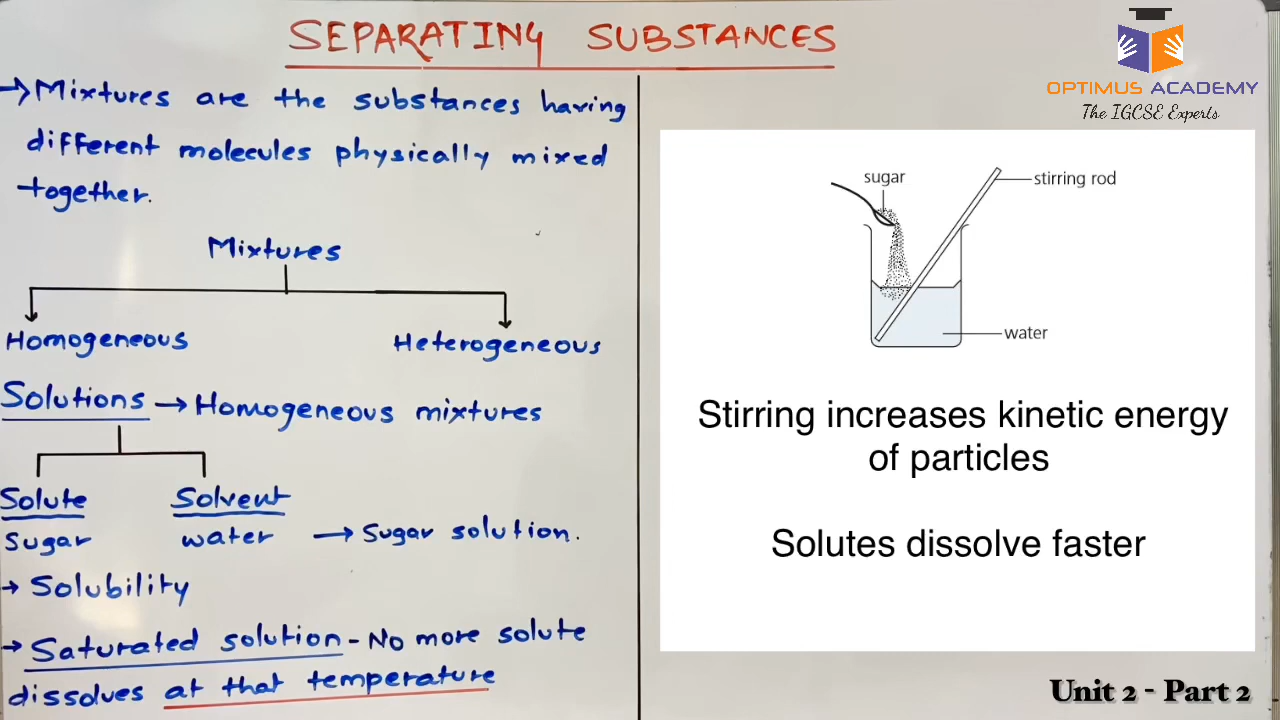 SEPARATING SUBSTANCES
→ Mixtures are the substances having
different molecules physically mixed
together.
Mixtures
Homogeneous Heterogeneous
Solutions → Homogeneous mixtures
Solute Solvent
Sugar water → Sugar solution.
→ Solubility
→ Saturated solution - No more solute
dissolves at that temperature
OPTIMUS ACADEMY
The IGCSE Experts
sugar
stirring rod
water
Stirring increases kinetic energy
of particles
Solutes dissolve faster
Unit 2 - Part 2